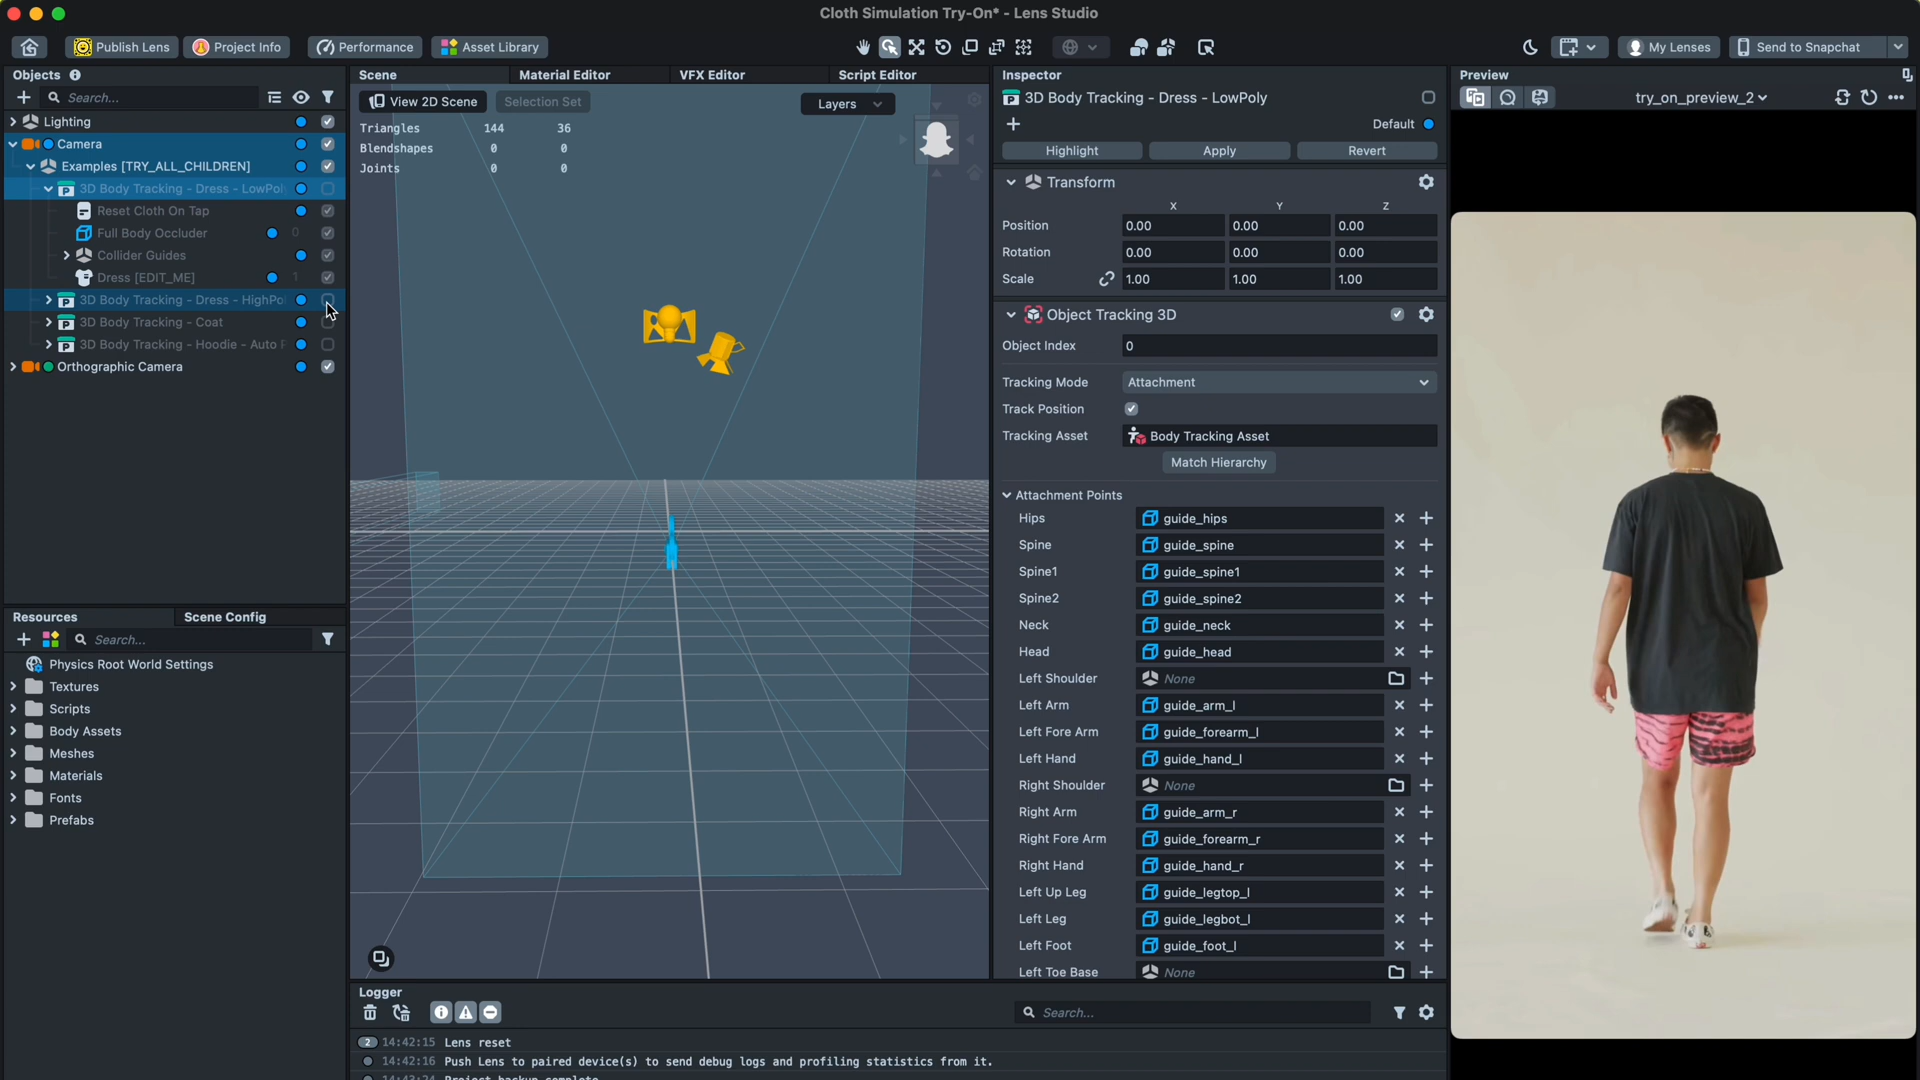 Cloth Simulation Try-On* - Lens Studio
Publish Lens
Project Info
Performance
Asset Library
My Lenses
Send to Snapchat
Objects
Search...
Lighting
Camera
Examples [TRY_ALL_CHILDREN]
3D Body Tracking - Dress - LowPol
Reset Cloth On Tap
Full Body Occluder 0
Collider Guides
Dress [EDIT_ME] 1
3D Body Tracking - Dress - HighPo
3D Body Tracking - Coat
3D Body Tracking - Hoodie - Auto
Orthographic Camera
Resources
Scene Config
Search...
Physics Root World Settings
Textures
Scripts
Body Assets
Meshes
Materials
Fonts
Prefabs
Scene
Material Editor
VFX Editor
Script Editor
View 2D Scene
Selection Set
Layers
Triangles 144 36
Blendshapes 0 0
Joints 0 0
Logger
Search...
2 14:42:15 Lens reset
14:42:16 Push Lens to paired device(s) to send debug logs and profiling statistics from it.
14:43:24 Project backup complete
Inspector
3D Body Tracking - Dress - LowPoly
Default
Highlight
Apply
Revert
Transform
X Y Z
Position 0.00 0.00 0.00
Rotation 0.00 0.00 0.00
Scale 1.00 1.00 1.00
Object Tracking 3D
Object Index 0
Tracking Mode Attachment
Track Position
Tracking Asset Body Tracking Asset
Match Hierarchy
Attachment Points
Hips guide_hips
Spine guide_spine
Spine1 guide_spine1
Spine2 guide_spine2
Neck guide_neck
Head guide_head
Left Shoulder None
Left Arm guide_arm_l
Left Fore Arm guide_forearm_l
Left Hand guide_hand_l
Right Shoulder None
Right Arm guide_arm_r
Right Fore Arm guide_forearm_r
Right Hand guide_hand_r
Left Up Leg guide_legtop_l
Left Leg guide_legbot_l
Left Foot guide_foot_l
Left Toe Base None
Preview
try_on_preview_2